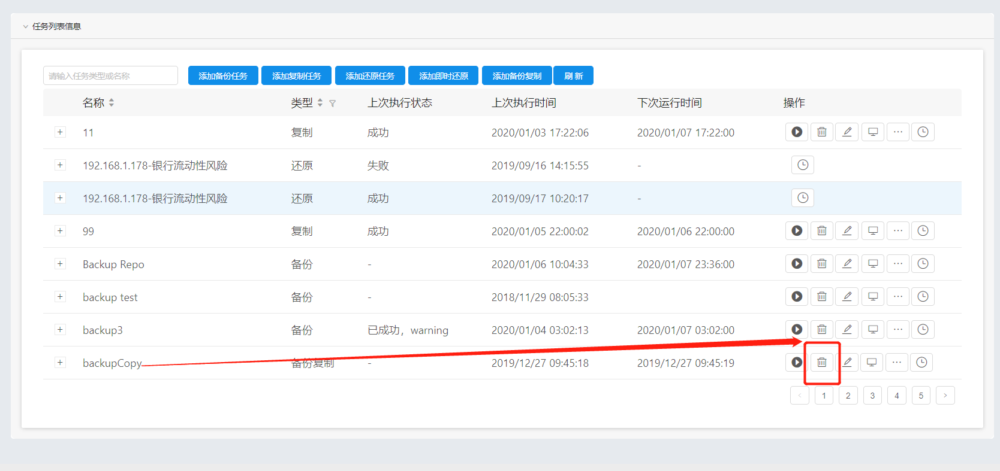 任务列表信息
请输入任务类型或名称 添加备份任务 添加复制任务 添加还原任务 添加即时还原 添加备份复制 刷 新
名称 类型 上次执行状态 上次执行时间 下次运行时间 操作
11 复制 成功 2020/01/03 17:22:06 2020/01/07 17:22:00
192.168.1.178-银行流动性风险 还原 失败 2019/09/16 14:15:55 -
192.168.1.178-银行流动性风险 还原 成功 2019/09/17 10:20:17 -
99 复制 成功 2020/01/05 22:00:02 2020/01/06 22:00:00
Backup Repo 备份 - 2020/01/06 10:04:33 2020/01/07 23:36:00
backup test 备份 - 2018/11/29 08:05:33
backup3 备份 已成功，warning 2020/01/04 03:02:13 2020/01/07 03:02:00
backupCopy 备份复制 - 2019/12/27 09:45:18 2019/12/27 09:45:19
< 1 2 3 4 5 >